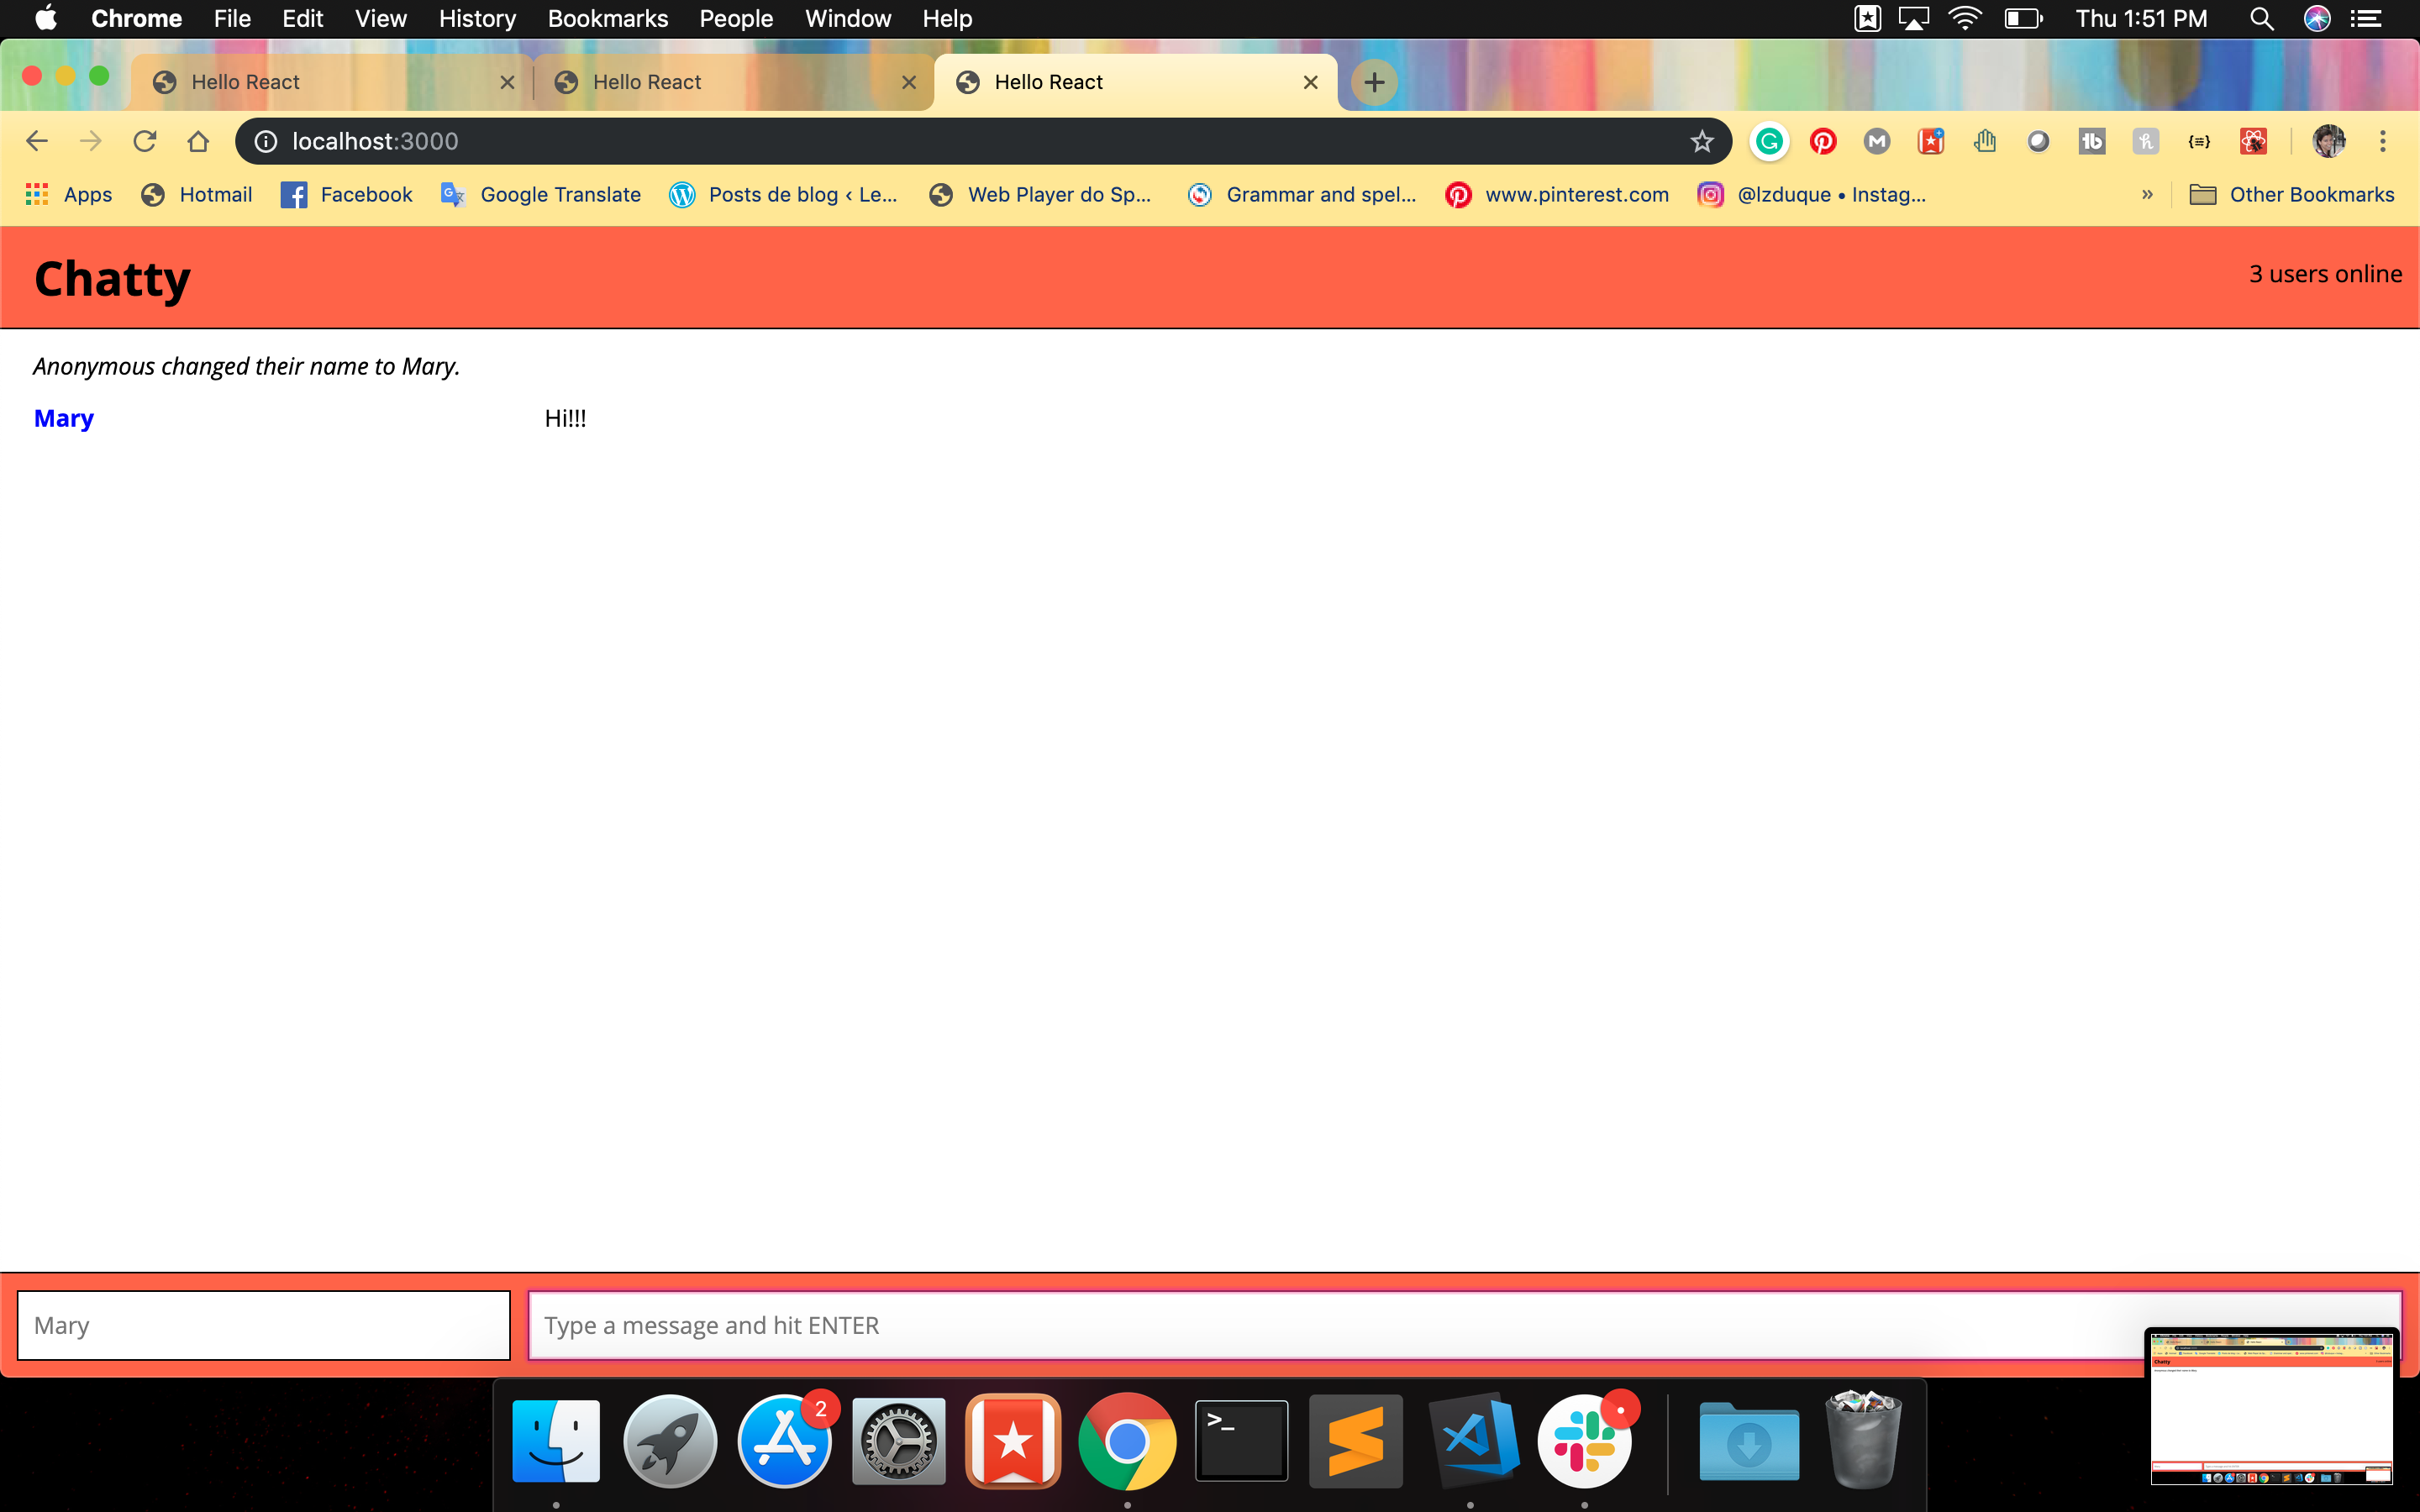 Chrome File Edit View History Bookmarks People Window Help Thu 1:51 PM
Hello React Hello React Hello React
localhost:3000
Apps Hotmail Facebook Google Translate Posts de blog ‹ Le... Web Player do Sp... Grammar and spel... www.pinterest.com @lzduque • Instag... » Other Bookmarks
Chatty 3 users online
Anonymous changed their name to Mary.
Mary Hi!!!
Mary Type a message and hit ENTER
2
>_
Chatty